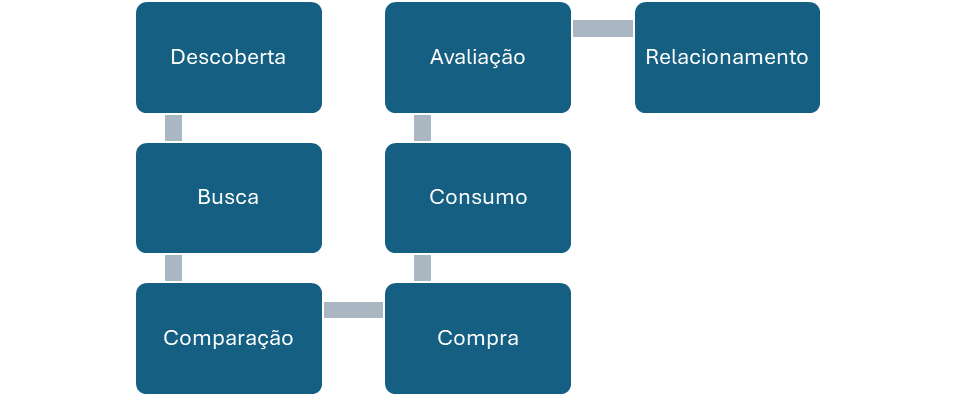 Descoberta
Busca
Comparação
Compra
Consumo
Avaliação
Relacionamento